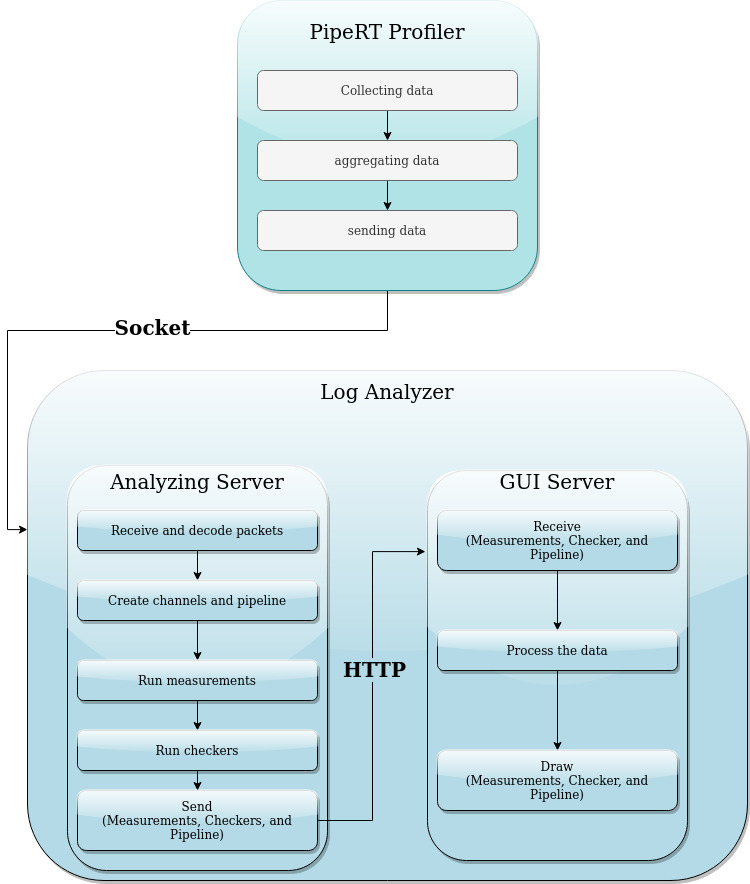 PipeRT Profiler
Collecting data
aggregating data
sending data
Socket
Log Analyzer
Analyzing Server
Receive and decode packets
Create channels and pipeline
Run measurements
Run checkers
Send
(Measurements, Checkers, and
Pipeline)
HTTP
GUI Server
Receive
(Measurements, Checker, and
Pipeline)
Process the data
Draw
(Measurements, Checker, and
Pipeline)